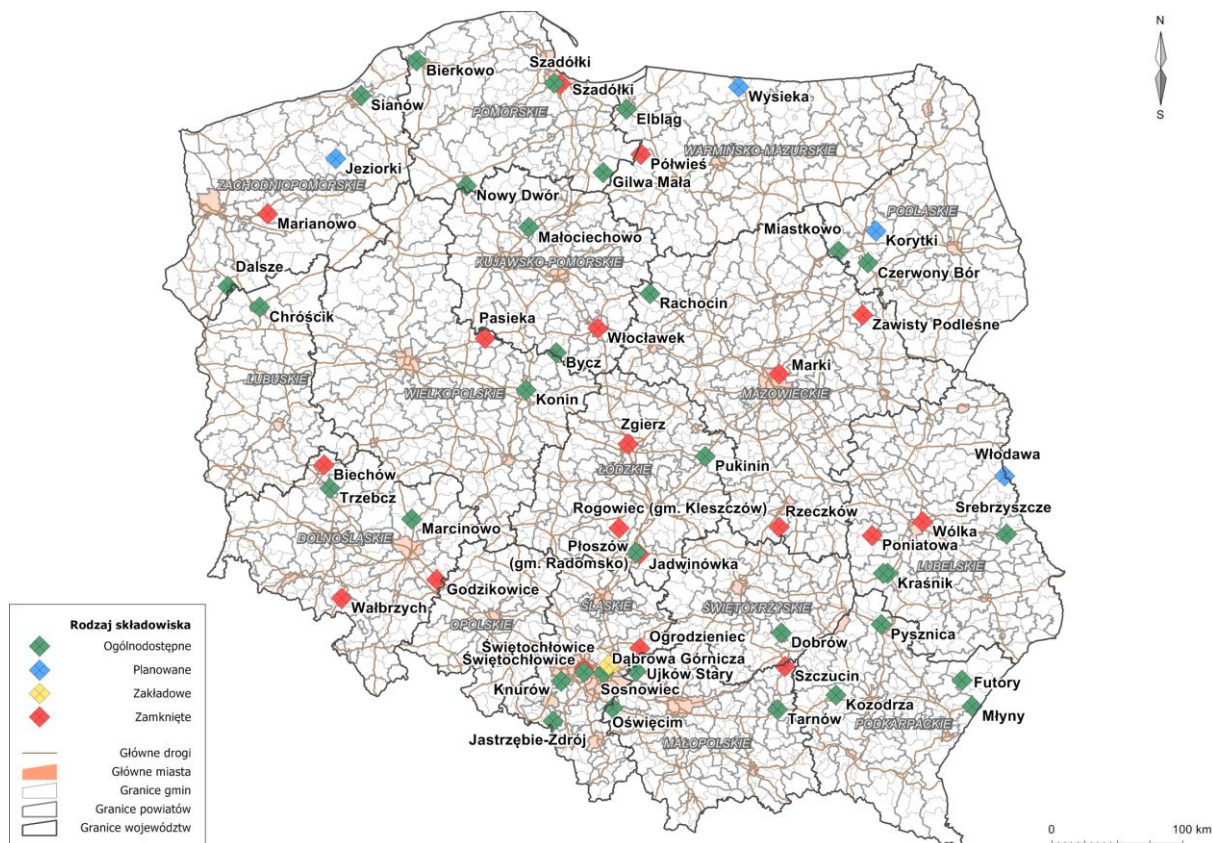 N
S
Bierkowo
Szadółki
Szadółki
Sianów
POMORSKIE
Elbląg
Wysieka
Jeziorki
ZACHODNIOPOMORSKIE
Półwieś
WARMIŃSKO-MAZURSKIE
Gilwa Mała
Nowy Dwór
Marianowo
Małociechowo
PODLASKIE
Miastkowo
Korytki
KUJAWSKO-POMORSKIE
Czerwony Bór
Dalsze
Chróścik
Rachocin
Pasieka
Włocławek
Zawisty Podleśne
Bycz
Marki
LUBUSKIE
WIELKOPOLSKIE
Konin
MAZOWIECKIE
Zgierz
ŁÓDZKIE
Pukinin
Włodawa
Biechów
Trzebcz
Srebrzyszcze
Rogowiec (gm. Kleszczów)
Rzeczków
Marcinowo
Wólka
DOLNOŚLĄSKIE
Poniatowa
Płoszów
(gm. Radomsko)
Jadwinówka
LUBELSKIE
Kraśnik
Godzikowice
Wałbrzych
ŚLĄSKIE
ŚWIĘTOKRZYSKIE
OPOLSKIE
Pysznica
Ogrodzieniec
Dobrów
Świętochłowice
Świętochłowice
Dąbrowa Górnicza
Ujków Stary
Szczucin
Knurów
Sosnowiec
Futory
Kozodrza
Młyny
Oświęcim
Tarnów
PODKARPACKIE
Jastrzębie-Zdrój
MAŁOPOLSKIE
Rodzaj składowiska
Ogólnodostępne
Planowane
Zakładowe
Zamknięte
Główne drogi
Główne miasta
Granice gmin
Granice powiatów
Granice województw
0 100 km